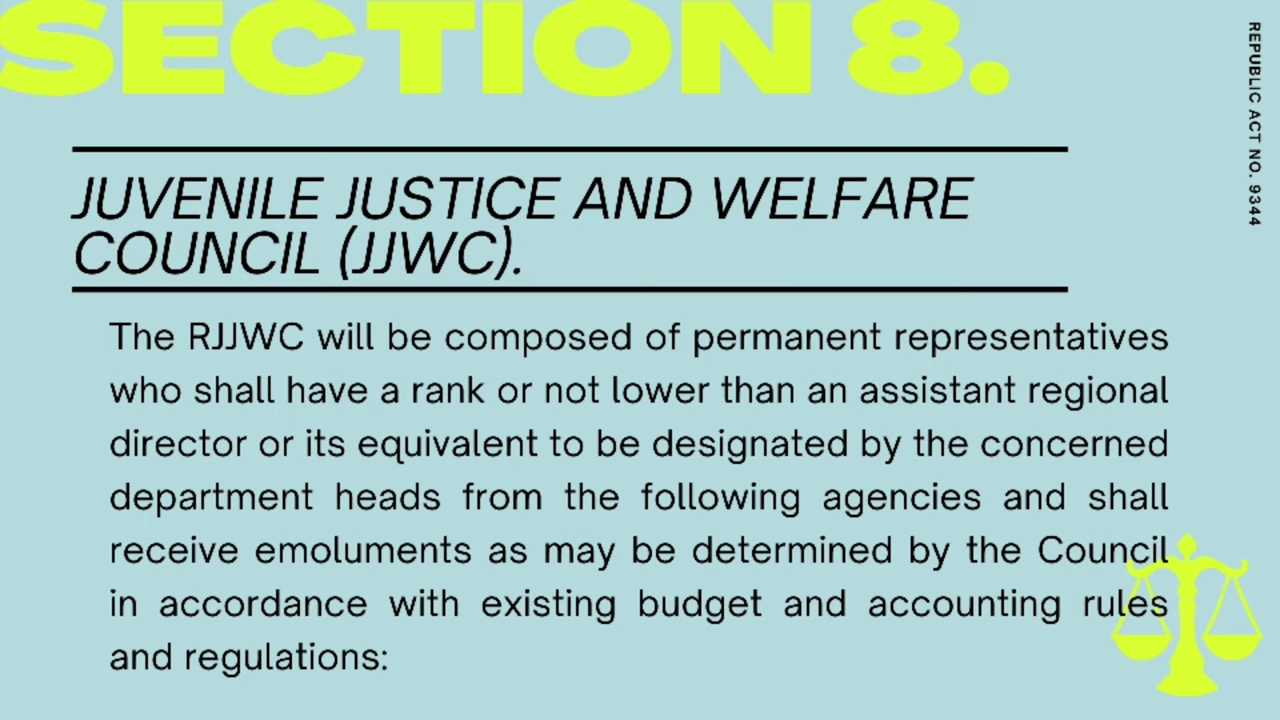 SECTION 8.
REPUBLIC ACT NO. 9344
JUVENILE JUSTICE AND WELFARE
COUNCIL (JJWC).
The RJJWC will be composed of permanent representatives
who shall have a rank or not lower than an assistant regional
director or its equivalent to be designated by the concerned
department heads from the following agencies and shall
receive emoluments as may be determined by the Council
in accordance with existing budget and accounting rules
and regulations: